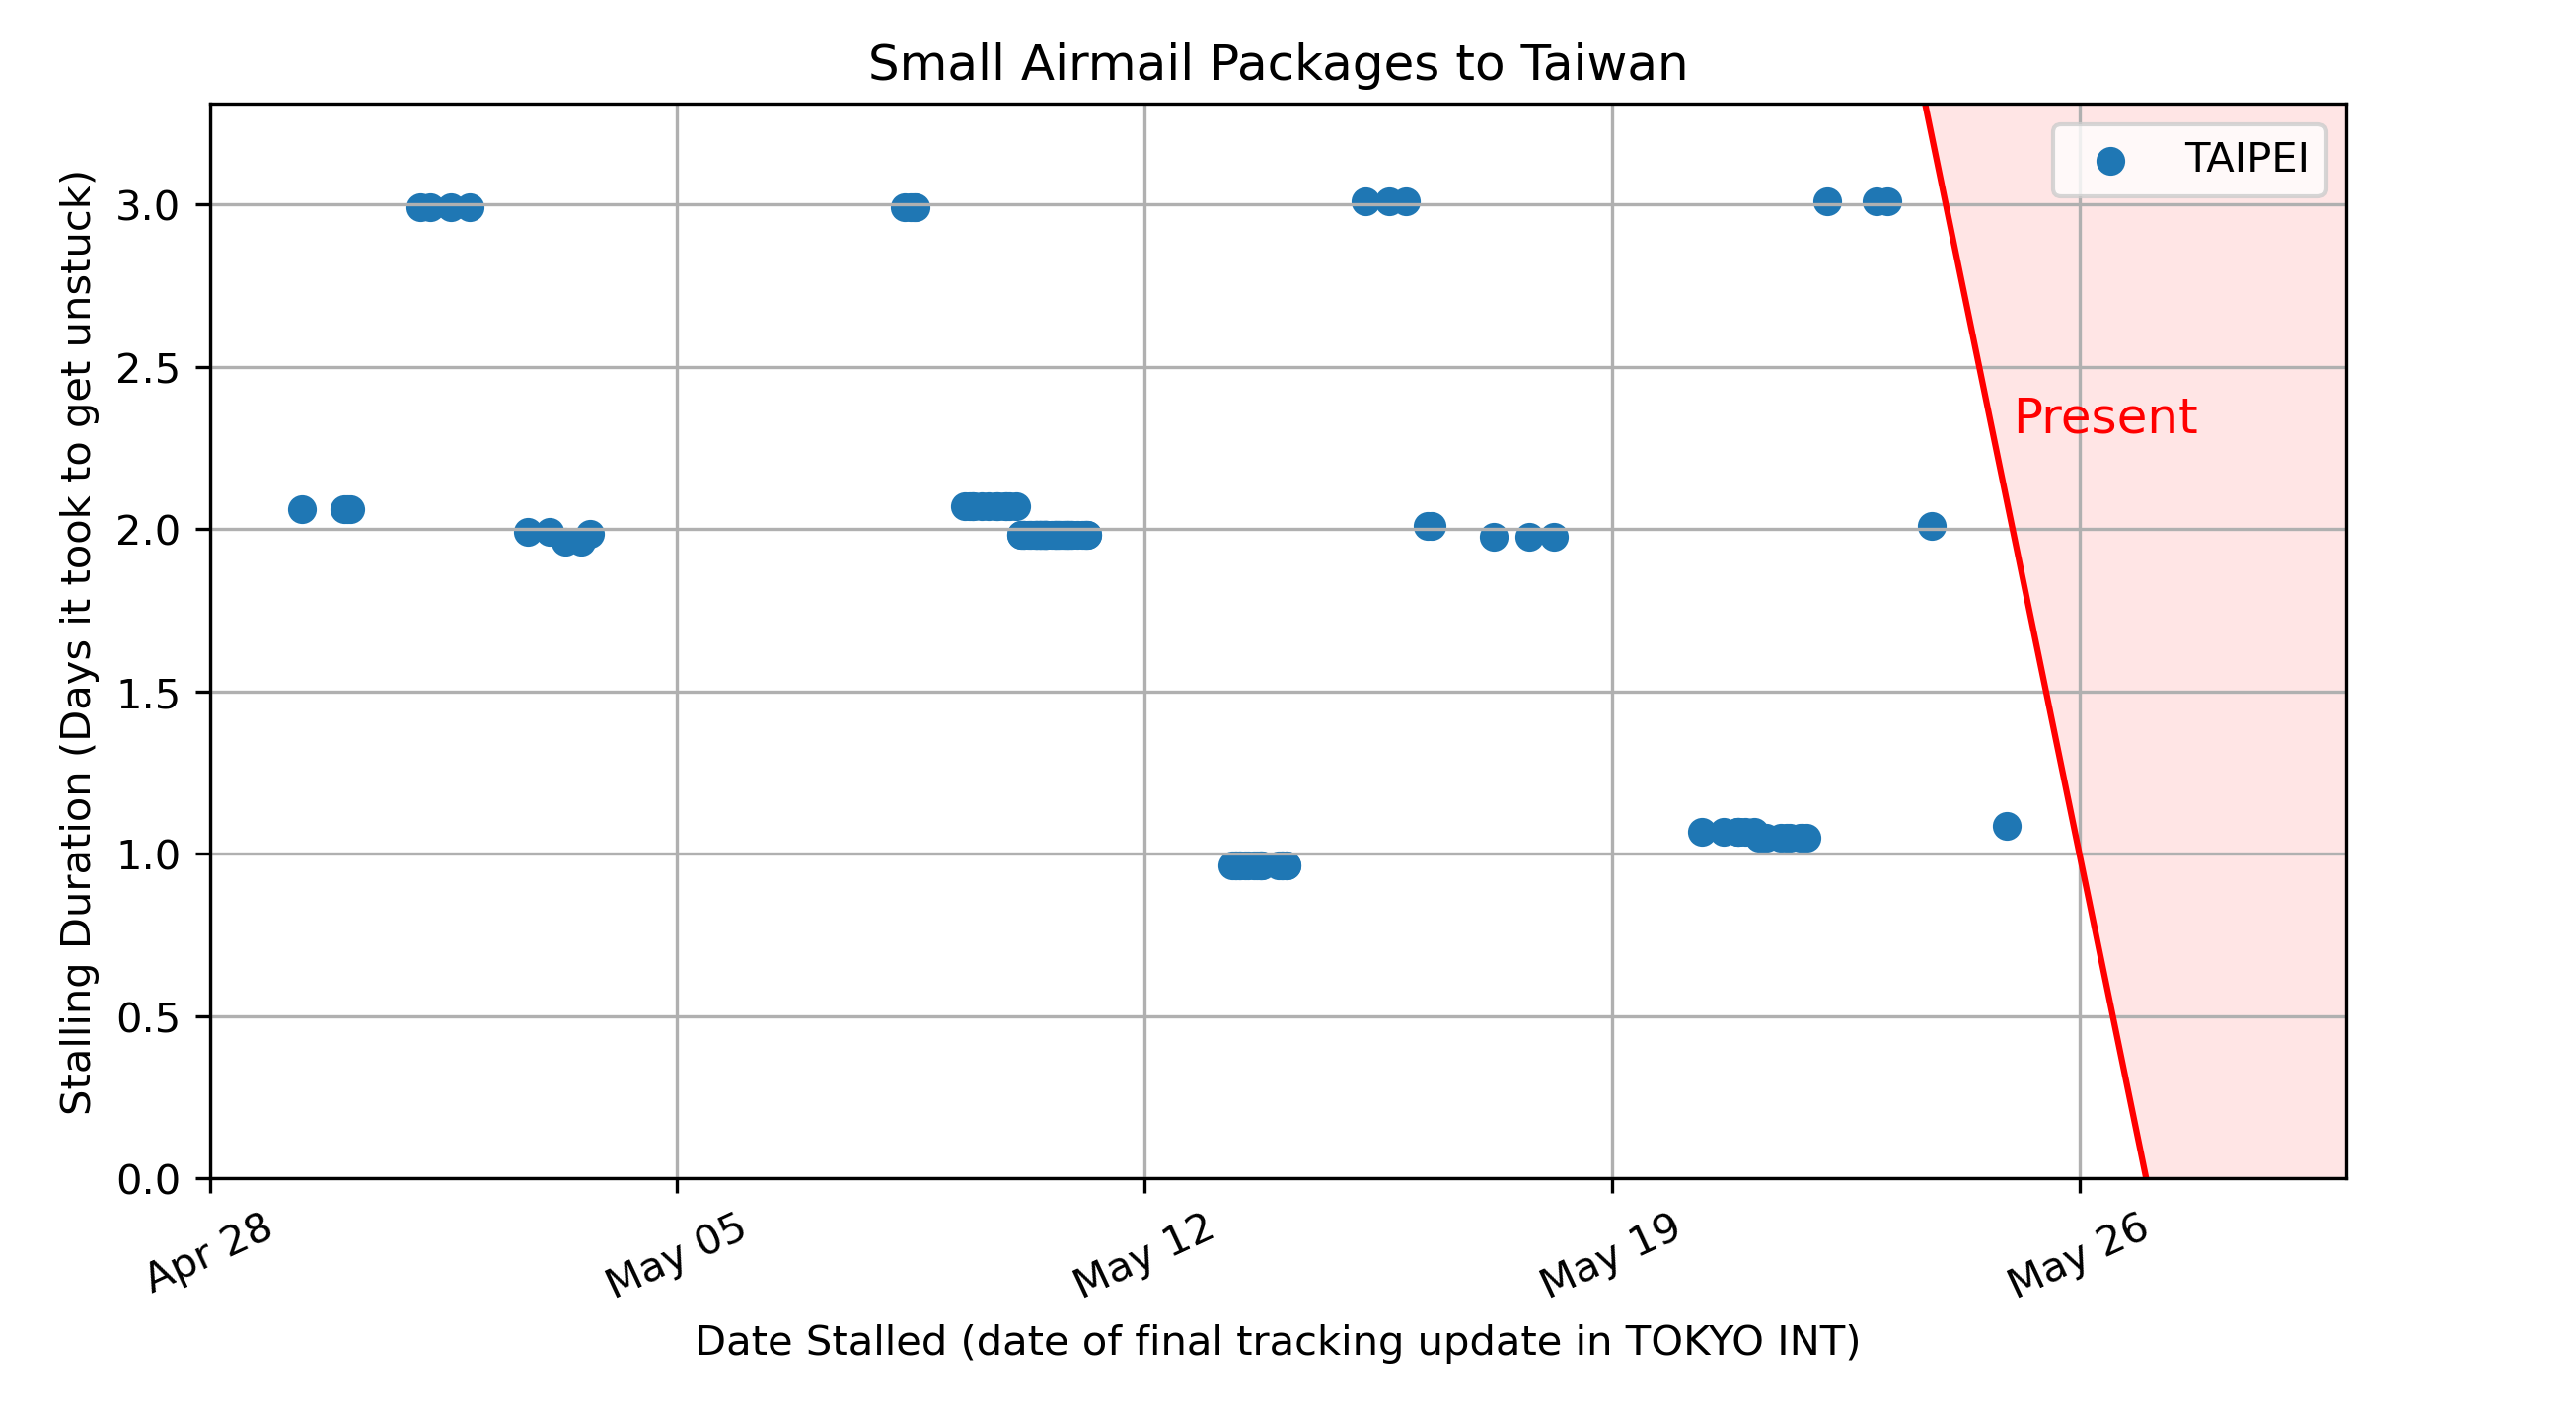 Small Airmail Packages to Taiwan
TAIPEI
Present
Stalling Duration (Days it took to get unstuck)
3.0
2.5
2.0
1.5
1.0
0.5
0.0
Apr 28
May 05
May 12
May 19
May 26
Date Stalled (date of final tracking update in TOKYO INT)